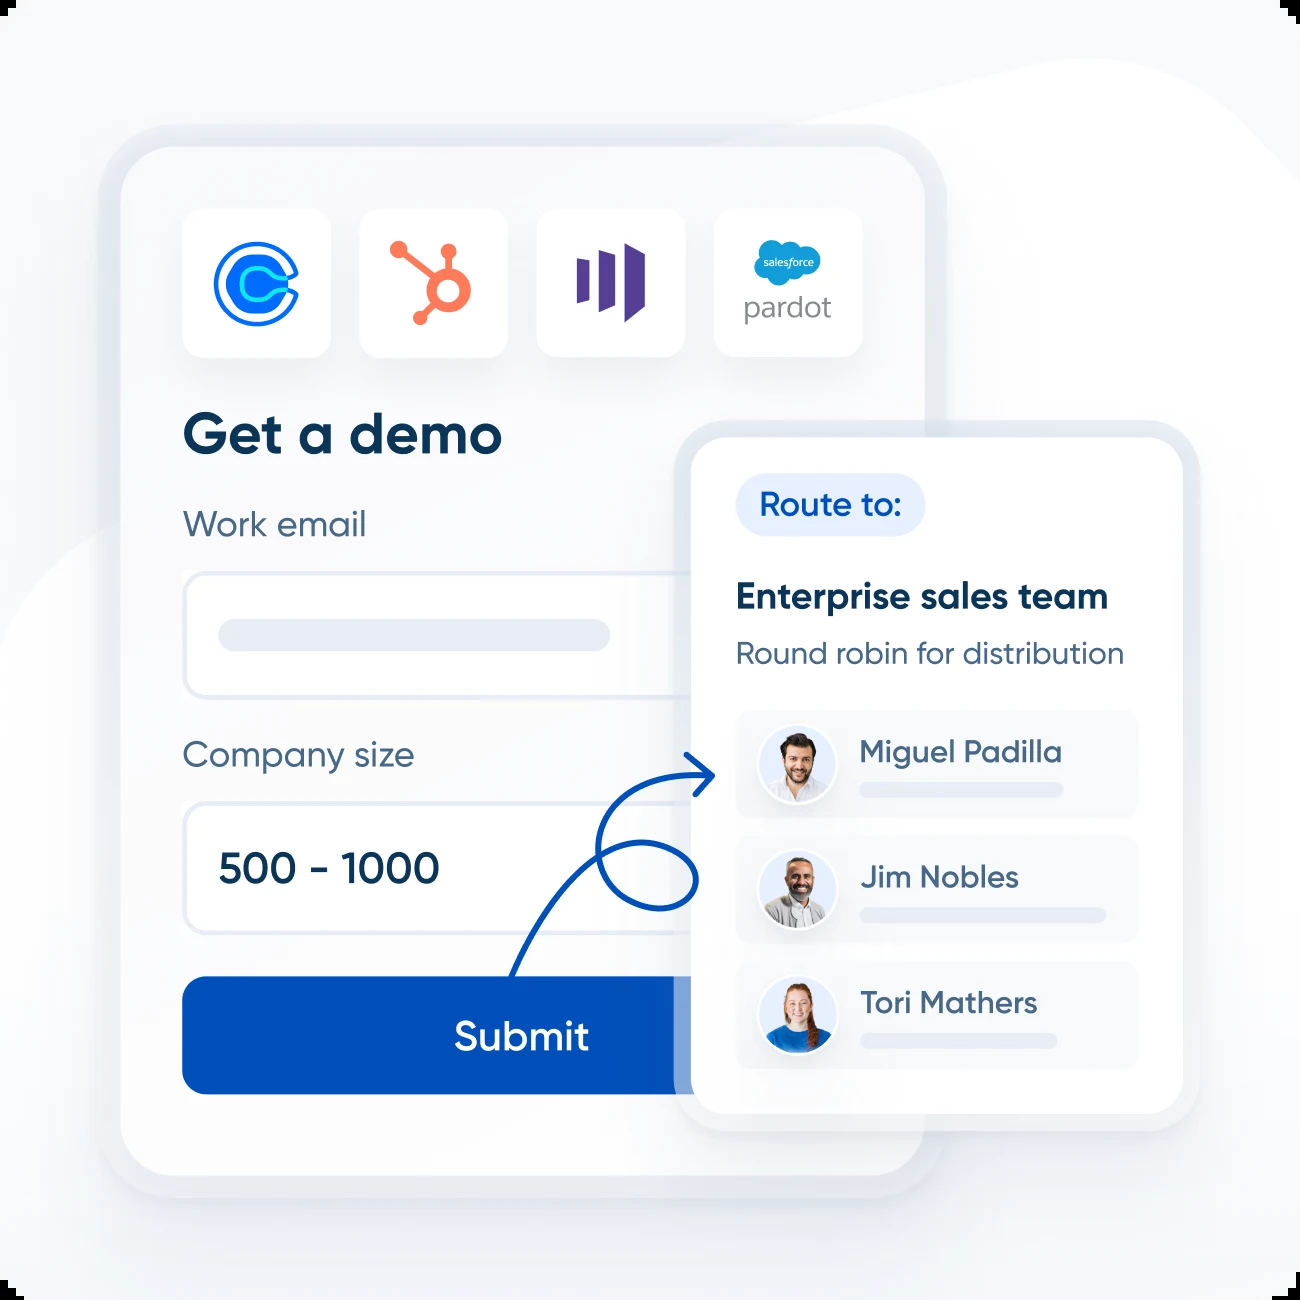 salesforce
pardot
Get a demo
Work email
Company size
500 - 1000
Submit
Route to:
Enterprise sales team
Round robin for distribution
Miguel Padilla
Jim Nobles
Tori Mathers